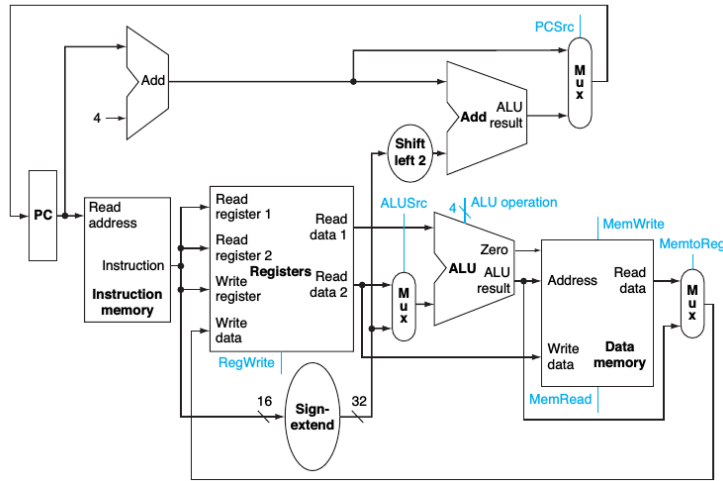 PCSrc
M
u
x
Add
4
Add
ALU
result
Shift
left 2
PC
Read
address
Instruction
Instruction
memory
Read
register 1
Read
register 2
Write
register
Write
data
Registers
Read
data 1
Read
data 2
RegWrite
ALUSrc
M
u
x
4
ALU operation
Zero
ALU
ALU
result
MemWrite
Address
Read
data
Write
data
Data
memory
MemRead
MemtoReg
M
u
x
16
Sign-
extend
32